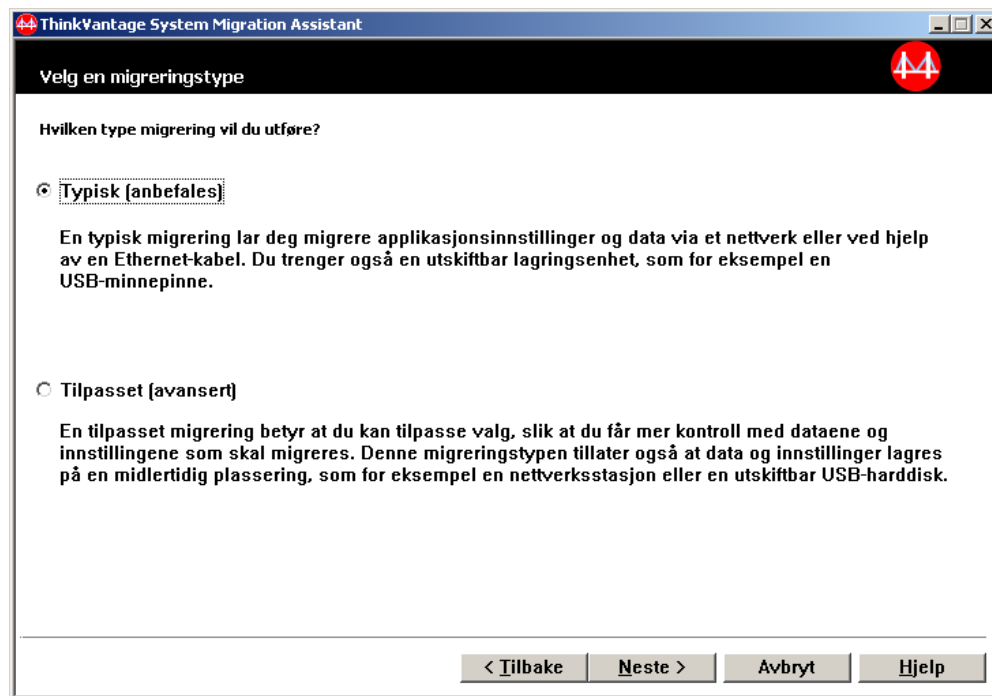 ThinkVantage System Migration Assistant
Velg en migreringstype
Hvilken type migrering vil du utføre?
Typisk (anbefales)
En typisk migrering lar deg migrere applikasjonsinnstillinger og data via et nettverk eller ved hjelp
av en Ethernet-kabel. Du trenger også en utskiftbar lagringsenhet, som for eksempel en
USB-minnepinne.
Tilpasset (avansert)
En tilpasset migrering betyr at du kan tilpasse valg, slik at du får mer kontroll med dataene og
innstillingene som skal migreres. Denne migreringstypen tillater også at data og innstillinger lagres
på en midlertidig plassering, som for eksempel en nettverksstasjon eller en utskiftbar USB-harddisk.
< Tilbake Neste > Avbryt Hjelp